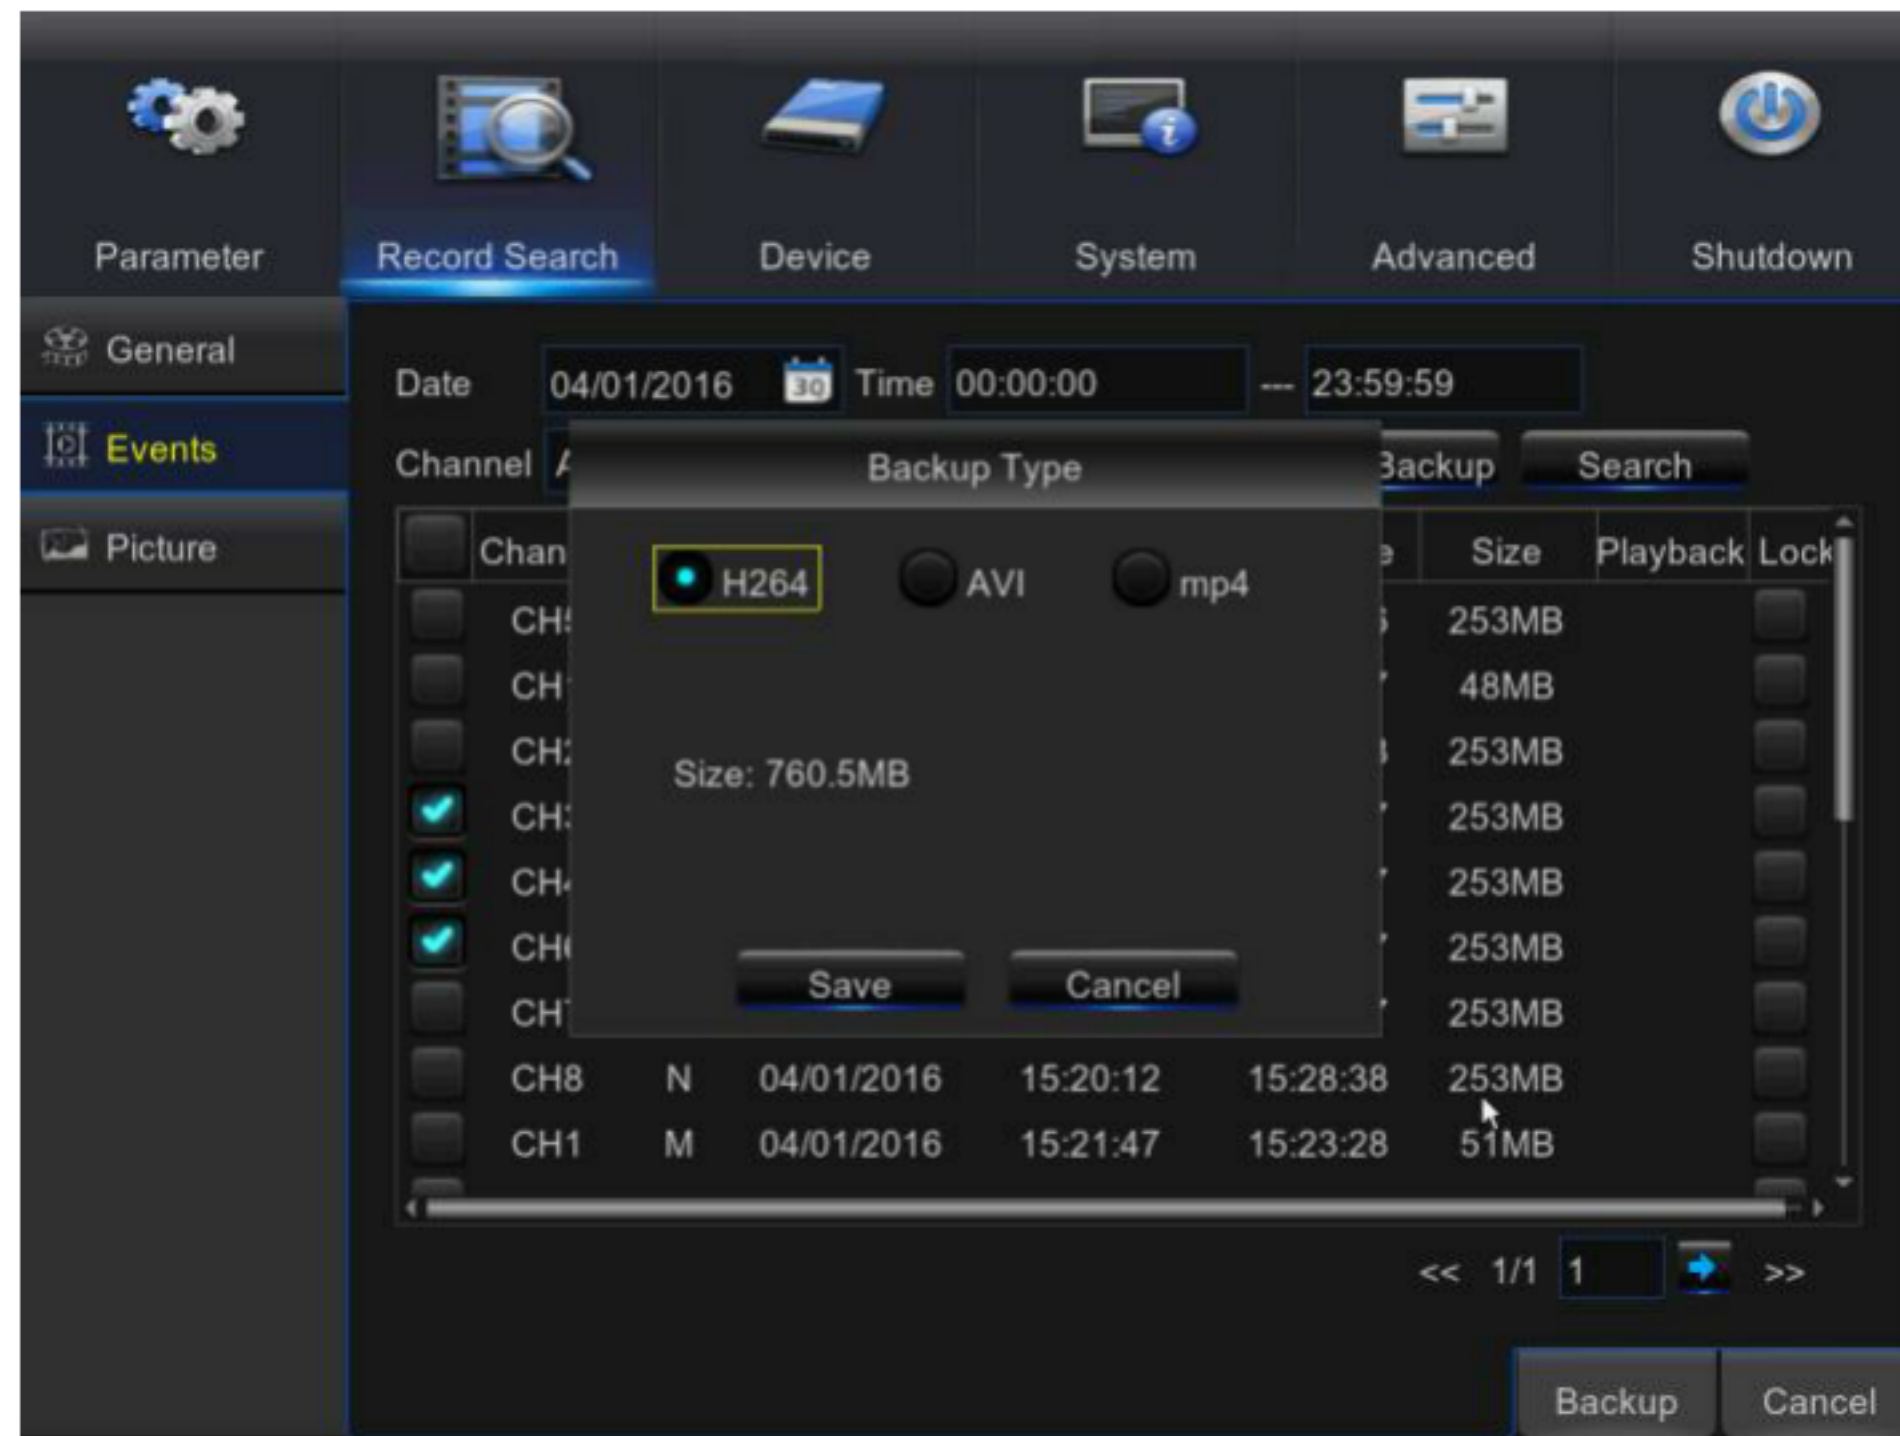 Parameter Record Search Device System Advanced Shutdown
General
Events
Picture
Date 04/01/2016 30 Time 00:00:00 --- 23:59:59
Channel Search
Backup Type
Size Playback Lock
H264 AVI mp4
253MB
48MB
253MB
Size: 760.5MB
253MB
253MB
253MB
Save Cancel
253MB
CH8 N 04/01/2016 15:20:12 15:28:38 253MB
CH1 M 04/01/2016 15:21:47 15:23:28 51MB
<< 1/1 1 >>
Backup Cancel